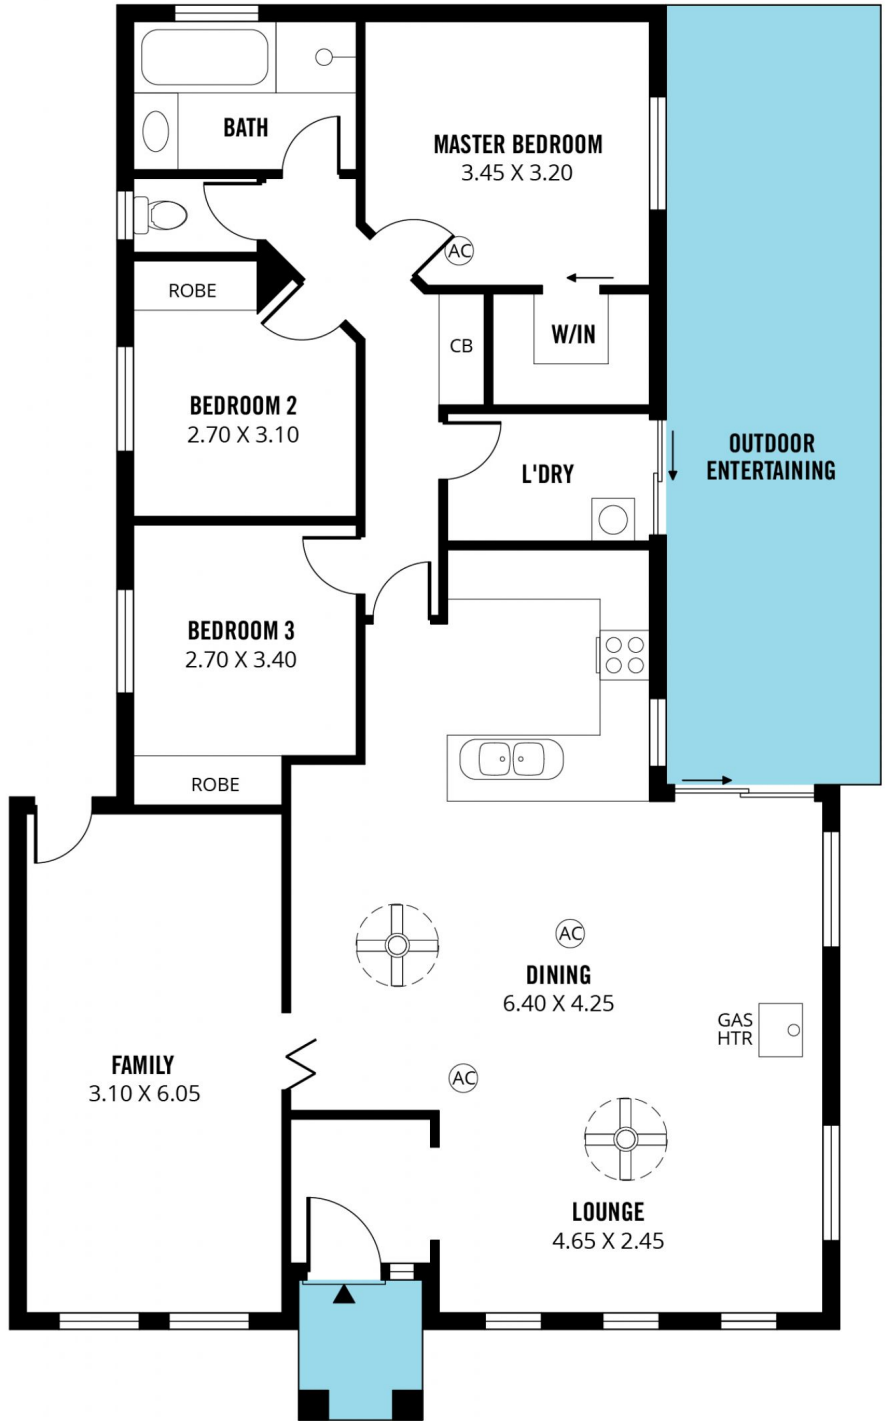 BATH
MASTER BEDROOM
3.45 X 3.20
AC
ROBE
W/IN
CB
BEDROOM 2
2.70 X 3.10
OUTDOOR
ENTERTAINING
L'DRY
BEDROOM 3
2.70 X 3.40
ROBE
AC
DINING
6.40 X 4.25
GAS
HTR
FAMILY
3.10 X 6.05
AC
LOUNGE
4.65 X 2.45